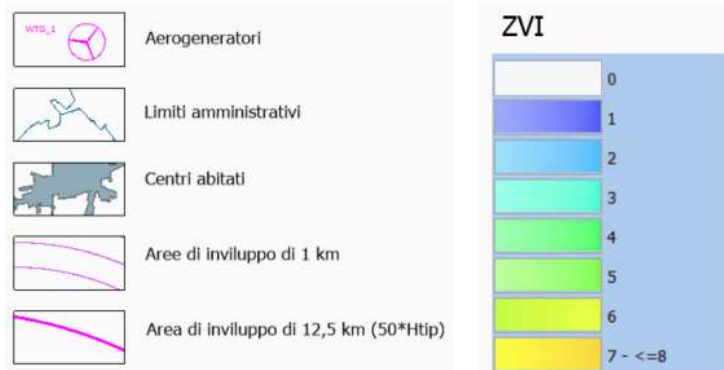 WTG_1
Aerogeneratori
Limiti amministrativi
Centri abitati
Aree di inviluppo di 1 km
Area di inviluppo di 12,5 km (50*Htip)
ZVI
0
1
2
3
4
5
6
7 - <=8